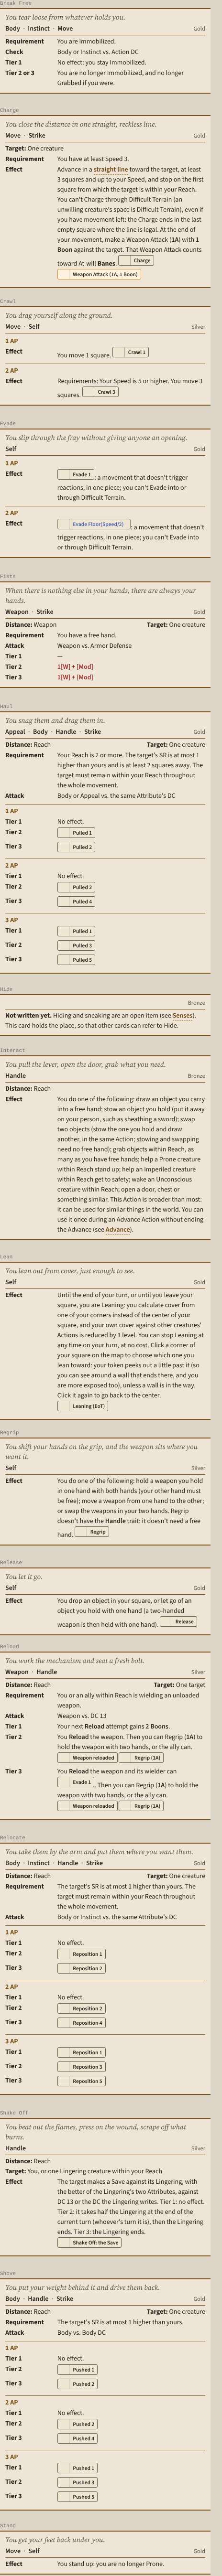 Break Free
You tear loose from whatever holds you.
Body · Instinct · Move Gold
Requirement You are Immobilized.
Check Body or Instinct vs. Action DC
Tier 1 No effect: you stay Immobilized.
Tier 2 or 3 You are no longer Immobilized, and no longer
Grabbed if you were.
Charge
You close the distance in one straight, reckless line.
Move · Strike Gold
Target: One creature
Requirement You have at least Speed 3.
Effect Advance in a straight line toward the target, at least
3 squares and up to your Speed, and stop on the first
square from which the target is within your Reach.
You can't Charge through Difficult Terrain (an
unwilling creature's space is Difficult Terrain), even if
you have movement left: the Charge ends in the last
empty square where the line is legal. At the end of
your movement, make a Weapon Attack (1A) with 1
Boon against the target. That Weapon Attack counts
toward At-will Banes. Charge
Weapon Attack (1A, 1 Boon)
Crawl
You drag yourself along the ground.
Move · Self Silver
1 AP
Effect You move 1 square. Crawl 1
2 AP
Effect Requirements: Your Speed is 5 or higher. You move 3
squares. Crawl 3
Evade
You slip through the fray without giving anyone an opening.
Self Gold
1 AP
Effect Evade 1 : a movement that doesn't trigger
reactions, in one piece; you can't Evade into or
through Difficult Terrain.
2 AP
Effect Evade Floor(Speed/2) : a movement that doesn't
trigger reactions, in one piece; you can't Evade into
or through Difficult Terrain.
Fists
When there is nothing else in your hands, there are always your
hands.
Weapon · Strike Gold
Distance: Weapon Target: One creature
Requirement You have a free hand.
Attack Weapon vs. Armor Defense
Tier 1 —
Tier 2 1[W] + [Mod]
Tier 3 1[W] + [Mod]
Haul
You snag them and drag them in.
Appeal · Body · Handle · Strike Gold
Distance: Reach Target: One creature
Requirement Your Reach is 2 or more. The target's SR is at most 1
higher than yours and is at least 2 squares away. The
target must remain within your Reach throughout
the whole movement.
Attack Body or Appeal vs. the same Attribute's DC
1 AP
Tier 1 No effect.
Tier 2 Pulled 1
Tier 3 Pulled 2
2 AP
Tier 1 No effect.
Tier 2 Pulled 2
Tier 3 Pulled 4
3 AP
Tier 1 Pulled 1
Tier 2 Pulled 3
Tier 3 Pulled 5
Hide
Bronze
Not written yet. Hiding and sneaking are an open item (see Senses).
This card holds the place, so that other cards can refer to Hide.
Interact
You pull the lever, open the door, grab what you need.
Handle Bronze
Distance: Reach
Effect You do one of the following: draw an object you carry
into a free hand; stow an object you hold (put it away
on your person, such as sheathing a sword); swap
two objects (stow the one you hold and draw
another, in the same Action; stowing and swapping
need no free hand); grab objects within Reach, as
many as you have free hands; help a Prone creature
within Reach stand up; help an Imperiled creature
within Reach get to safety; wake an Unconscious
creature within Reach; open a door, chest or
something similar. This Action is broader than most:
it can be used for similar things in the world. You can
use it once during an Advance Action without ending
the Advance (see Advance).
Lean
You lean out from cover, just enough to see.
Self Gold
Effect Until the end of your turn, or until you leave your
square, you are Leaning: you calculate cover from
one of your corners instead of the center of your
square, and your own cover against other creatures'
Actions is reduced by 1 level. You can stop Leaning at
any time on your turn, at no cost. Click a corner of
your square on the map to choose which one you
lean toward: your token peeks out a little past it (so
you can see around a wall that ends there, and you
are more exposed too), unless a wall is in the way.
Click it again to go back to the center.
Leaning (EoT)
Regrip
You shift your hands on the grip, and the weapon sits where you
want it.
Self Silver
Effect You do one of the following: hold a weapon you hold
in one hand with both hands (your other hand must
be free); move a weapon from one hand to the other;
or swap the weapons in your two hands. Regrip
doesn't have the Handle trait: it doesn't need a free
hand. Regrip
Release
You let it go.
Self Gold
Effect You drop an object in your square, or let go of an
object you hold with one hand (a two-handed
weapon is then held with one hand). Release
Reload
You work the mechanism and seat a fresh bolt.
Weapon · Handle Silver
Distance: Reach Target: One target
Requirement You or an ally within Reach is wielding an unloaded
weapon.
Attack Weapon vs. DC 13
Tier 1 Your next Reload attempt gains 2 Boons.
Tier 2 You Reload the weapon. Then you can Regrip (1A) to
hold the weapon with two hands, or the ally can.
Weapon reloaded Regrip (1A)
Tier 3 You Reload the weapon and its wielder can
Evade 1 . Then you can Regrip (1A) to hold the
weapon with two hands, or the ally can.
Weapon reloaded Regrip (1A)
Relocate
You take them by the arm and put them where you want them.
Body · Instinct · Handle · Strike Gold
Distance: Reach Target: One creature
Requirement The target's SR is at most 1 higher than yours. The
target must remain within your Reach throughout
the whole movement.
Attack Body or Instinct vs. the same Attribute's DC
1 AP
Tier 1 No effect.
Tier 2 Reposition 1
Tier 3 Reposition 2
2 AP
Tier 1 No effect.
Tier 2 Reposition 2
Tier 3 Reposition 4
3 AP
Tier 1 Reposition 1
Tier 2 Reposition 3
Tier 3 Reposition 5
Shake Off
You beat out the flames, press on the wound, scrape off what
burns.
Handle Silver
Distance: Reach
Target: You, or one Lingering creature within your Reach
Effect The target makes a Save against its Lingering, with
the better of the Lingering's two Attributes, against
DC 13 or the DC the Lingering writes. Tier 1: no effect.
Tier 2: it takes half the Lingering at the end of the
current turn (whoever's turn it is), then the Lingering
ends. Tier 3: the Lingering ends.
Shake Off: the Save
Shove
You put your weight behind it and drive them back.
Body · Handle · Strike Gold
Distance: Reach Target: One creature
Requirement The target's SR is at most 1 higher than yours.
Attack Body vs. Body DC
1 AP
Tier 1 No effect.
Tier 2 Pushed 1
Tier 3 Pushed 2
2 AP
Tier 1 No effect.
Tier 2 Pushed 2
Tier 3 Pushed 4
3 AP
Tier 1 Pushed 1
Tier 2 Pushed 3
Tier 3 Pushed 5
Stand
You get your feet back under you.
Move · Self Gold
Effect You stand up: you are no longer Prone.